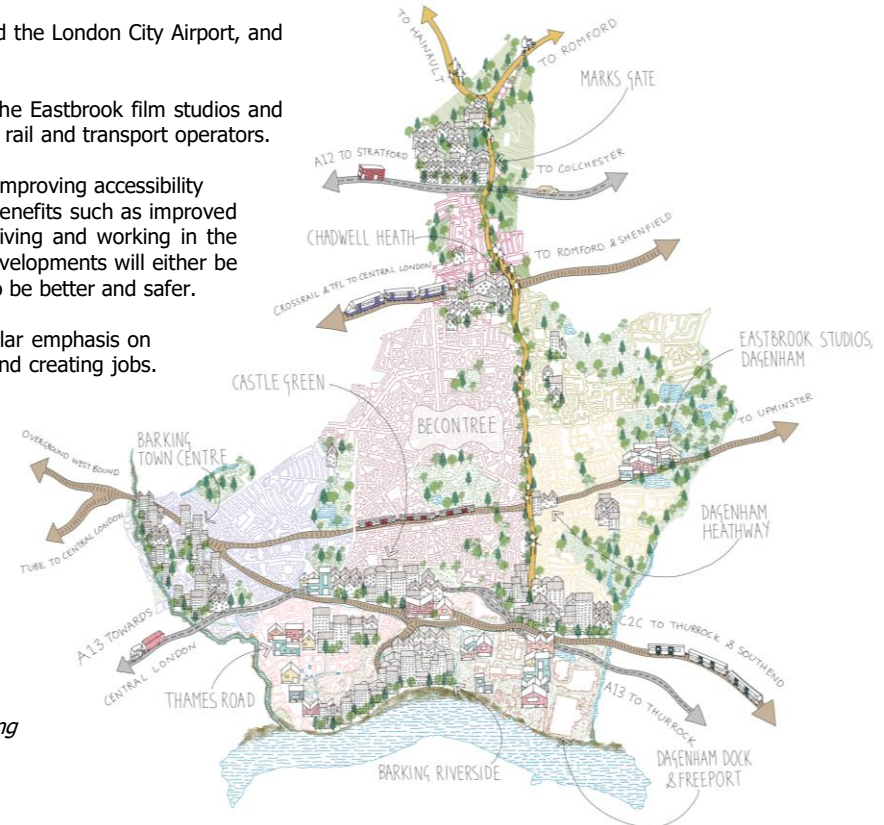 d the London City Airport, and
he Eastbrook film studios and
rail and transport operators.
mproving accessibility
enefits such as improved
iving and working in the
evelopments will either be
o be better and safer.
lar emphasis on
nd creating jobs.
ng
TO HAINAULT
TO ROMFORD
MARKS GATE
A12 TO STRATFORD
TO COLCHESTER
CHADWELL HEATH
TO ROMFORD & SHENFIELD
CROSSRAIL & TFL TO CENTRAL LONDON
EASTBROOK STUDIOS,
DAGENHAM
CASTLE GREEN
BECONTREE
TO UPMINSTER
BARKING
TOWN CENTRE
OVERGROUND WEST BOUND
TUBE TO CENTRAL LONDON
DAGENHAM
HEATHWAY
A13 TOWARDS
CENTRAL LONDON
C2C TO THURROCK & SOUTHEND
A13 TO THURROCK
THAMES ROAD
BARKING RIVERSIDE
DAGENHAM DOCK
& FREEPORT